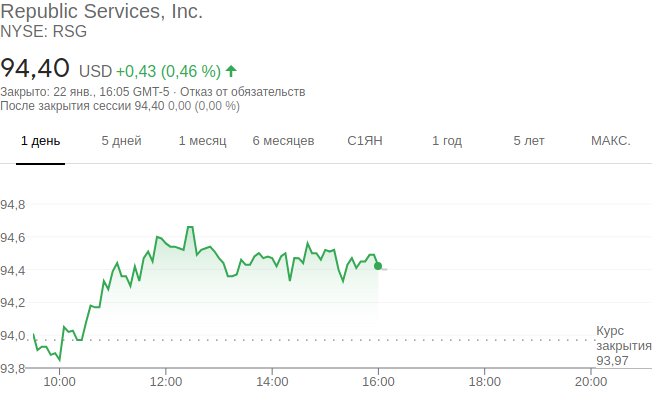 Republic Services, Inc.
NYSE: RSG
94,40 USD +0,43 (0,46 %)
Закрыто: 22 янв., 16:05 GMT-5 · Отказ от обязательств
После закрытия сессии 94,40 0,00 (0,00 %)
1 день 5 дней 1 месяц 6 месяцев С1ЯН 1 год 5 лет МАКС.
94,8
94,6
94,4
94,2
94,0
Курс
закрытия
93,97
93,8
10:00 12:00 14:00 16:00 18:00 20:00